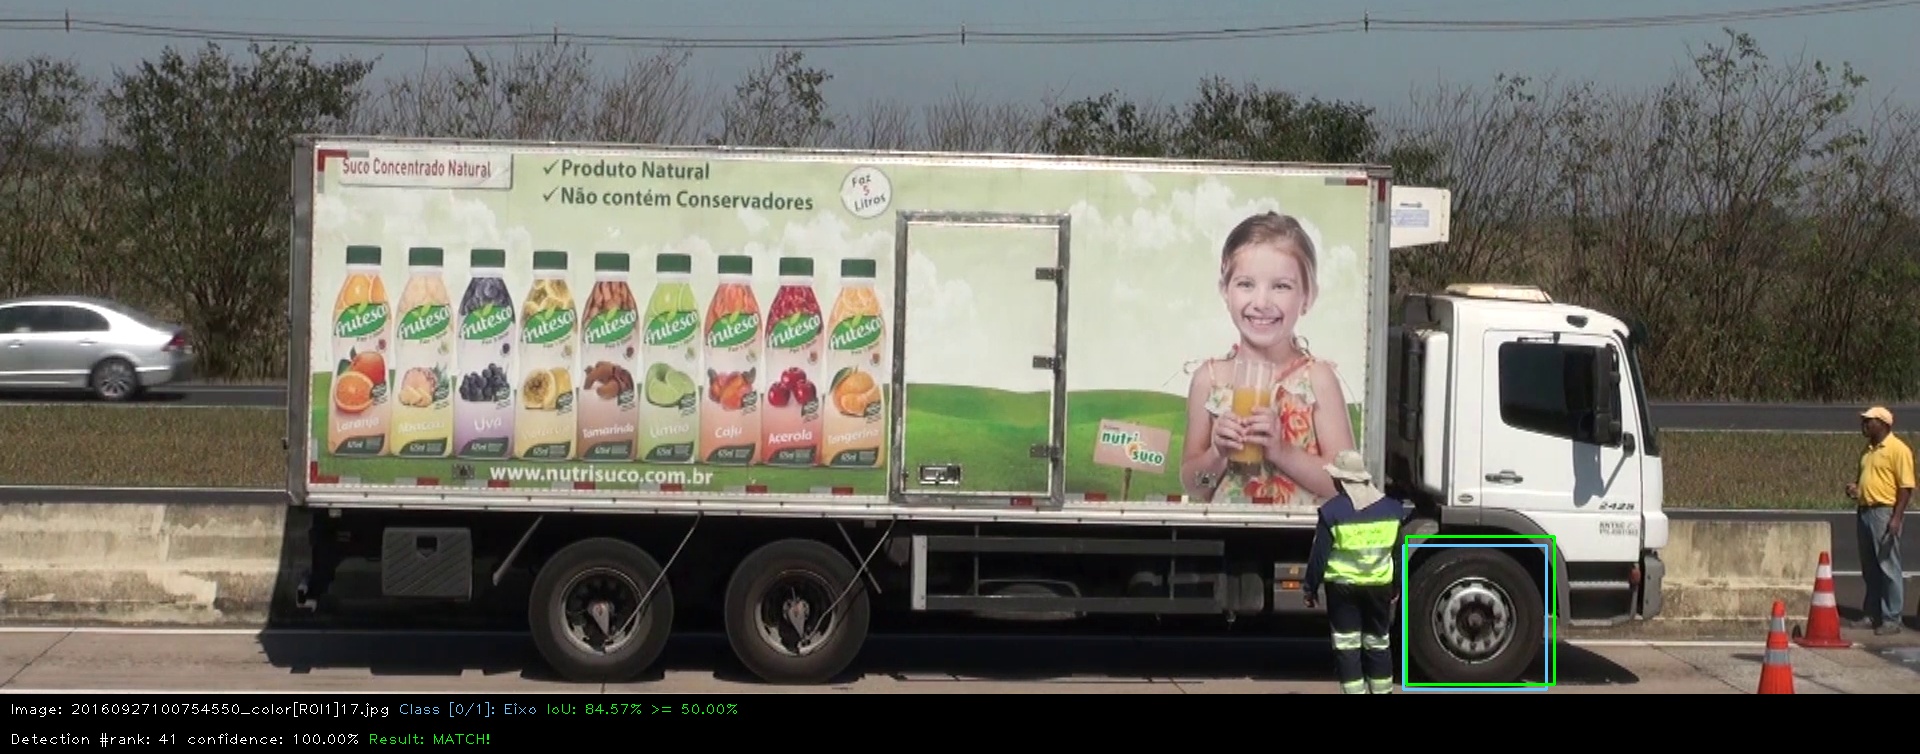 Suco Concentrado Natural
✓Produto Natural
✓Não contém Conservadores
Faz
5
Litros
frutesco frutesco frutesco frutesco frutesco frutesco frutesco frutesco frutesco
Laranja Abacaxi Uva Tamarindo Limão Caju Acerola Tangerina
nutri
suco
www.nutrisuco.com.br
2425
Image: 20160927100754550_color[ROI1]17.jpg Class [0/1]: Eixo IoU: 84.57% >= 50.00%
Detection #rank: 41 confidence: 100.00% Result: MATCH!